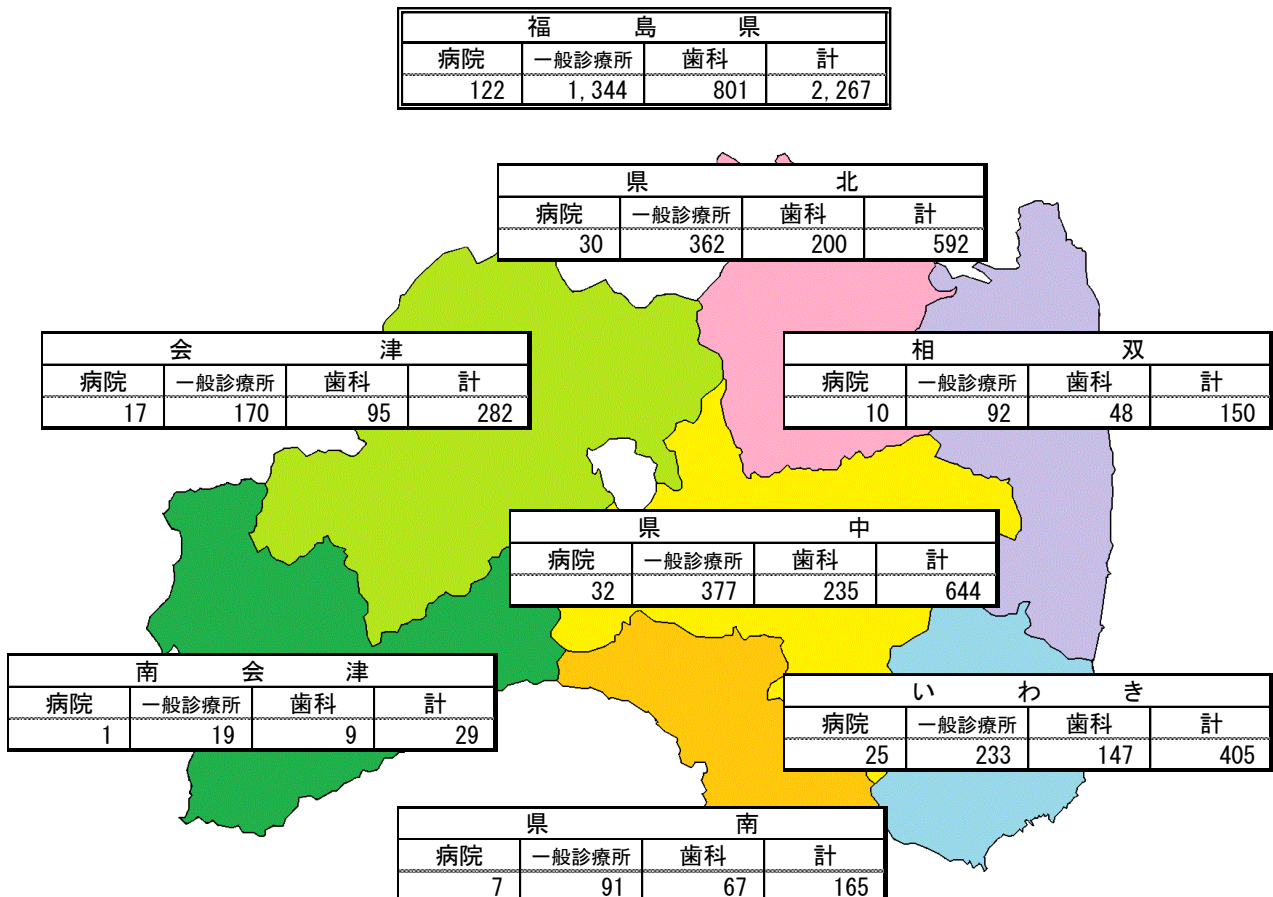 福島県
病院 一般診療所 歯科 計
122 1,344 801 2,267
県北
病院 一般診療所 歯科 計
30 362 200 592
会津
病院 一般診療所 歯科 計
17 170 95 282
相双
病院 一般診療所 歯科 計
10 92 48 150
県中
病院 一般診療所 歯科 計
32 377 235 644
南会津
病院 一般診療所 歯科 計
1 19 9 29
いわき
病院 一般診療所 歯科 計
25 233 147 405
県南
病院 一般診療所 歯科 計
7 91 67 165